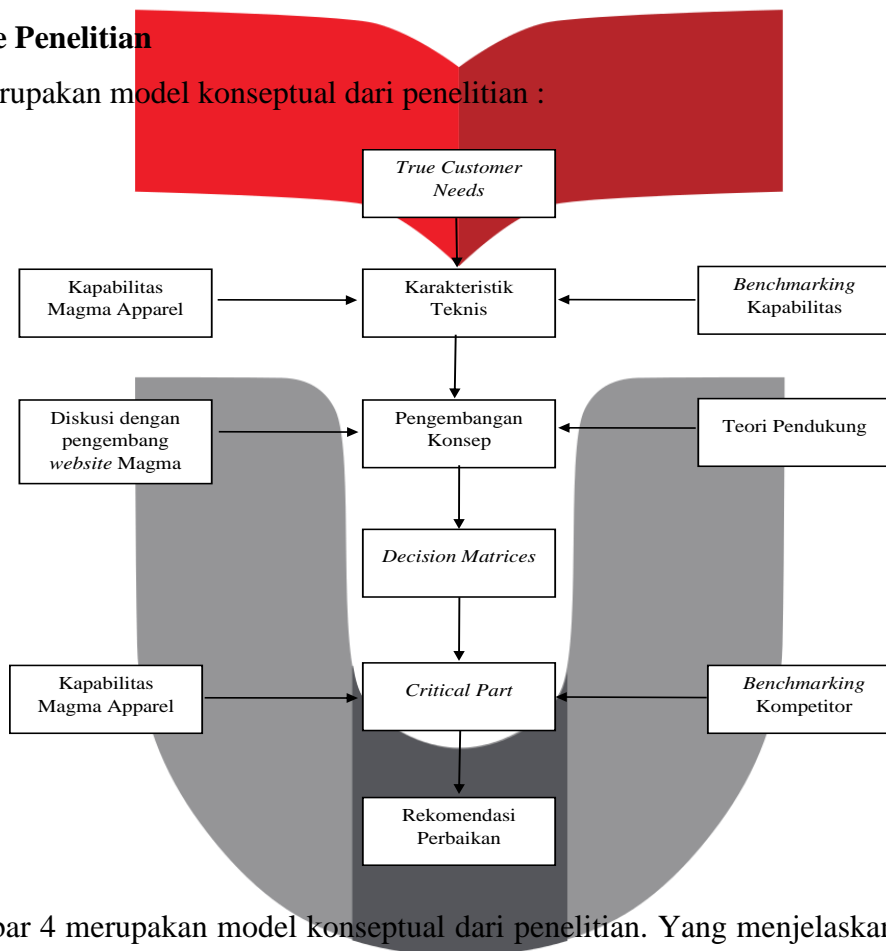 e Penelitian
rupakan model konseptual dari penelitian :
True Customer
Needs
Kapabilitas
Magma Apparel
Karakteristik
Teknis
Benchmarking
Kapabilitas
Diskusi dengan
pengembang
website Magma
Pengembangan
Konsep
Teori Pendukung
Decision Matrices
Kapabilitas
Magma Apparel
Critical Part
Benchmarking
Kompetitor
Rekomendasi
Perbaikan
bar 4 merupakan model konseptual dari penelitian. Yang menjelaskan